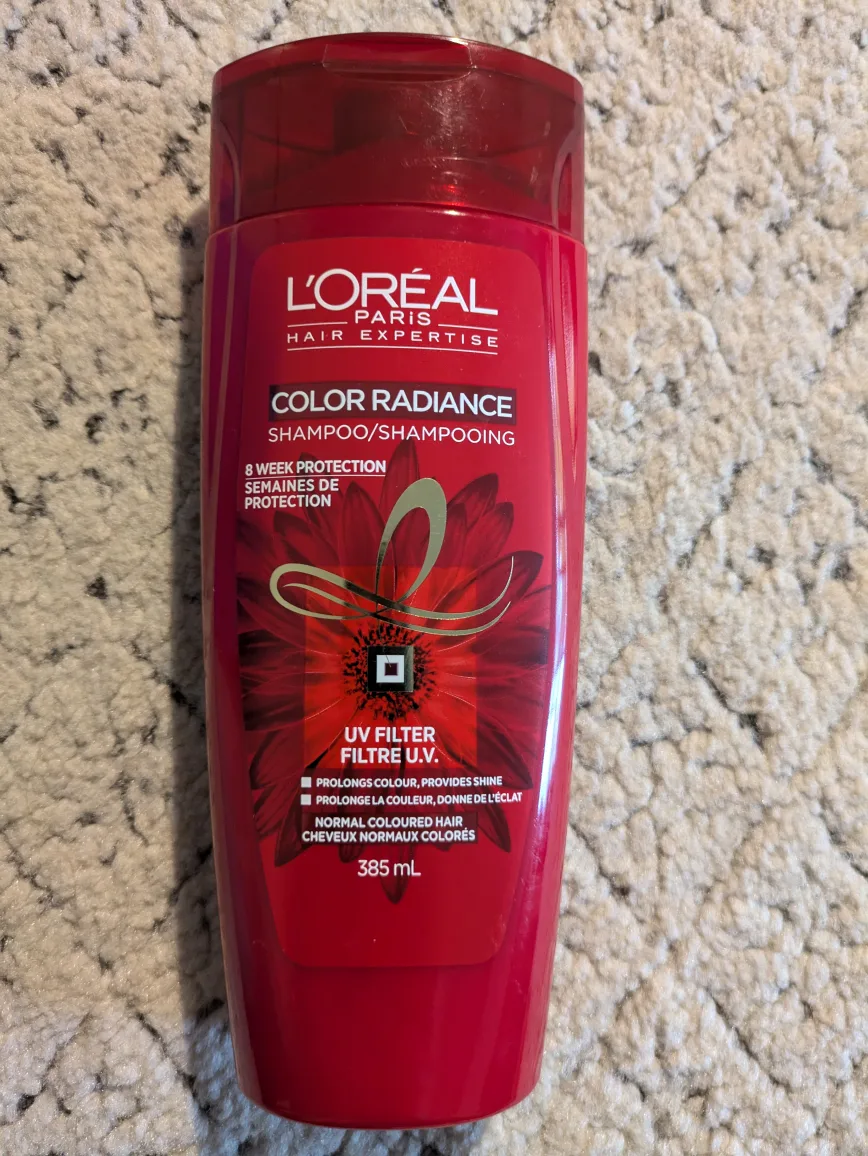 L'ORÉAL
PARiS
HAIR EXPERTISE
COLOR RADIANCE
SHAMPOO/SHAMPOOING
8 WEEK PROTECTION
SEMAINES DE
PROTECTION
UV FILTER
FILTRE U.V.
PROLONGS COLOUR, PROVIDES SHINE
PROLONGE LA COULEUR, DONNE DE L'ÉCLAT
NORMAL COLOURED HAIR
CHEVEUX NORMAUX COLORÉS
385 mL